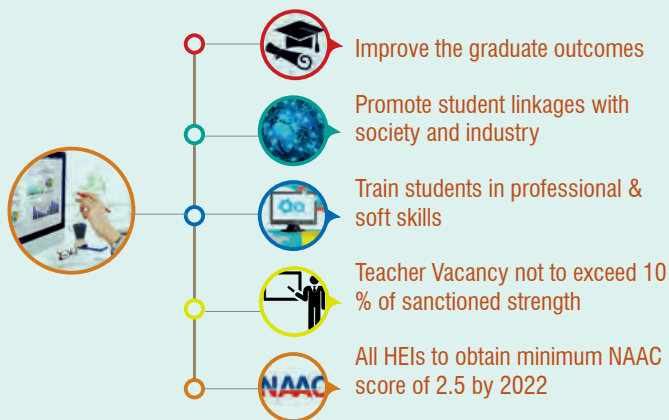 Improve the graduate outcomes
Promote student linkages with
society and industry
Train students in professional &
soft skills
Teacher Vacancy not to exceed 10
% of sanctioned strength
NAAC
All HEIs to obtain minimum NAAC
score of 2.5 by 2022